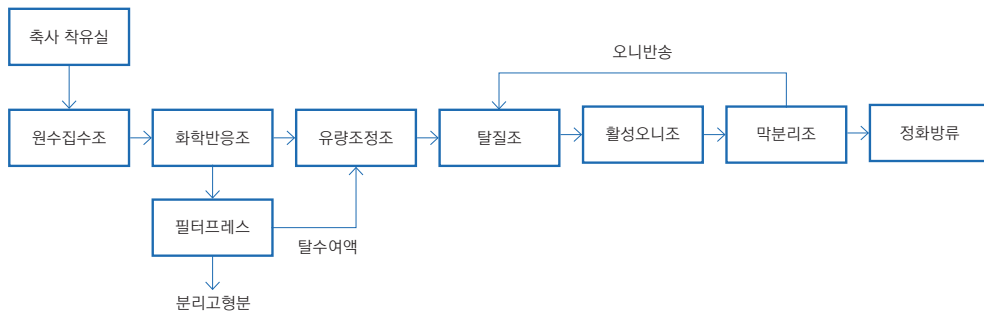 축사 착유실
오니반송
원수집수조
화학반응조
유량조정조
탈질조
활성오니조
막분리조
정화방류
필터프레스
탈수여액
분리고형분